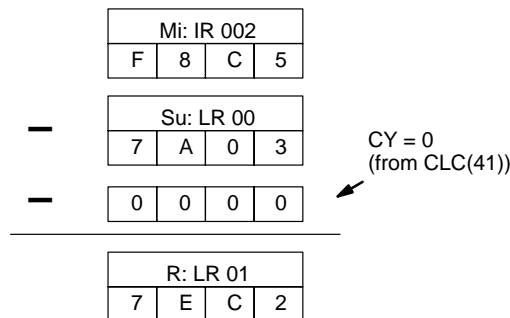 Mi: IR 002
F 8 C 5
– Su: LR 00
7 A 0 3
CY = 0
(from CLC(41))
– 0 0 0 0
R: LR 01
7 E C 2